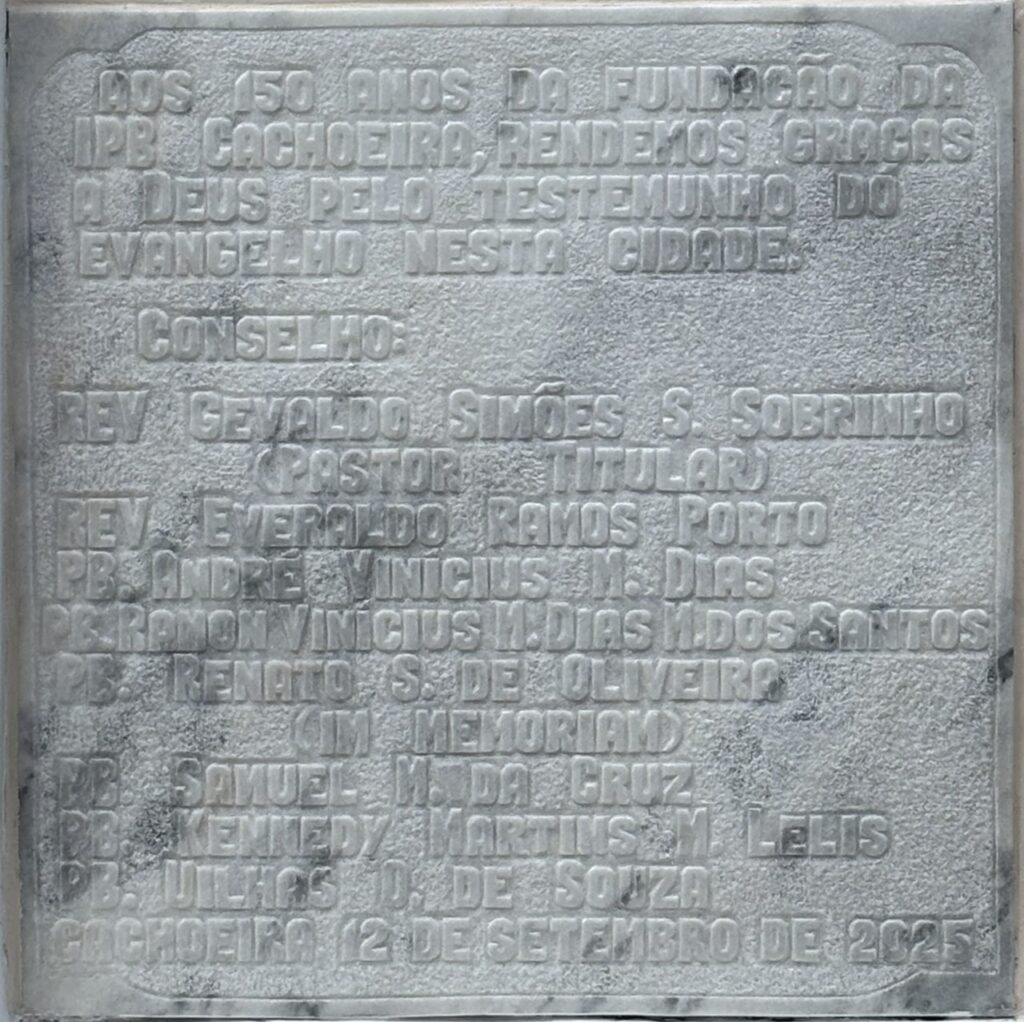 AOS 150 ANOS DA FUNDAÇÃO DA
IPB CACHOEIRA, RENDEMOS GRAÇAS
A DEUS PELO TESTEMUNHO DO
EVANGELHO NESTA CIDADE.
CONSELHO:
REV GEVALDO SIMÕES S. SOBRINHO
(PASTOR TITULAR)
REV EVERALDO RAMOS PORTO
PB. ANDRÉ VINICIUS M. DIAS
PB. RAMON VINICIUS M. DIAS M. DOS SANTOS
PB. RENATO S. DE OLIVEIRA
(IM MEMORIAM)
PB. SAMUEL M. DA CRUZ
PB. KENNEDY MARTINS M. LELIS
PB. UILHAS O. DE SOUZA
CACHOEIRA 12 DE SETEMBRO DE 2025